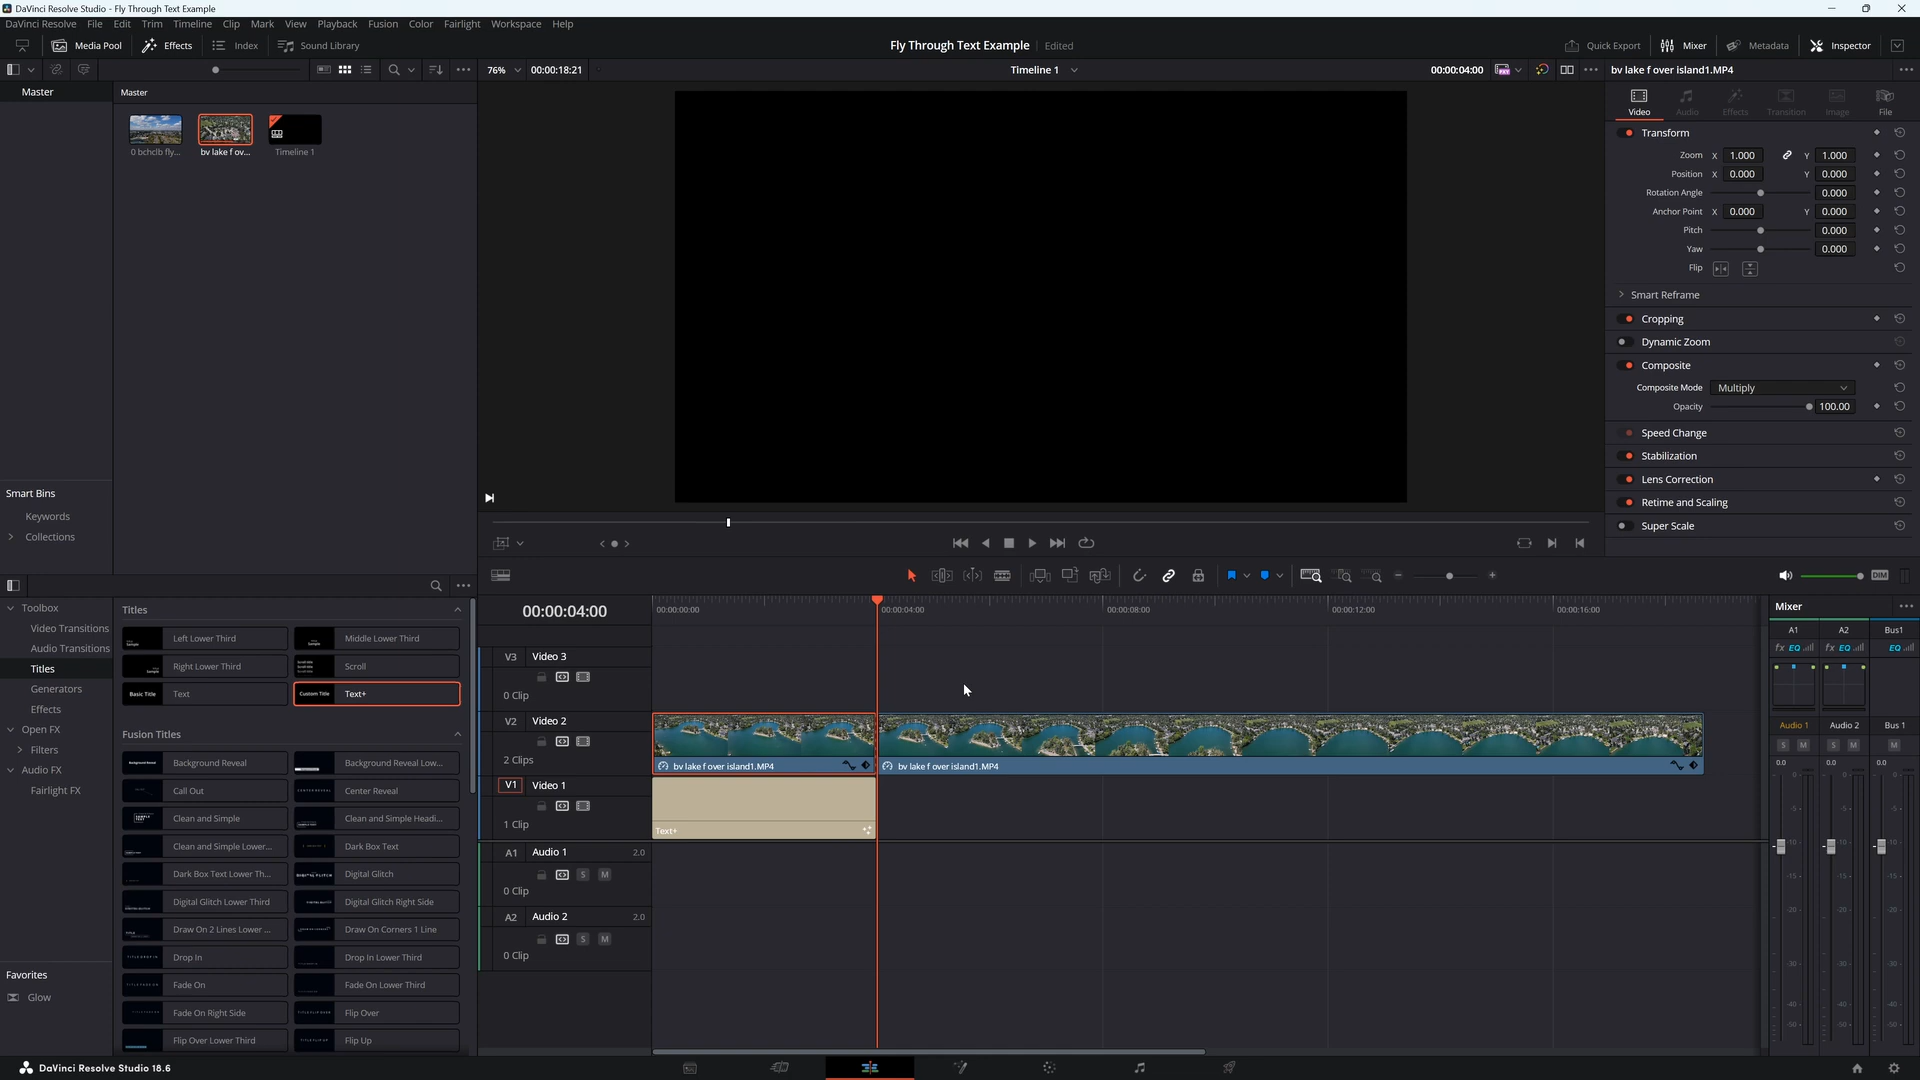 DaVinci Resolve Studio - Fly Through Text Example
DaVinci Resolve File Edit Trim Timeline Clip Mark View Playback Fusion Color Fairlight Workspace Help
Media Pool Effects Index Sound Library Fly Through Text Example Edited Quick Export Mixer Metadata Inspector
76% 00:00:18:21 Timeline 1 00:00:04:00 bv lake f over island1.MP4
Master Master
0 bchclb fly... bv lake f ov... Timeline 1
Video Audio Effects Transition Image File
Transform
Zoom X 1.000 Y 1.000
Position X 0.000 Y 0.000
Rotation Angle 0.000
Anchor Point X 0.000 Y 0.000
Pitch 0.000
Yaw 0.000
Flip
Smart Reframe
Cropping
Dynamic Zoom
Composite
Composite Mode Multiply
Opacity 100.00
Speed Change
Stabilization
Lens Correction
Retime and Scaling
Super Scale
Smart Bins
Keywords
Collections
Toolbox
Video Transitions
Audio Transitions
Titles
Generators
Effects
Open FX
Filters
Audio FX
Fairlight FX
Favorites
Glow
Titles
Left Lower Third Middle Lower Third
Right Lower Third Scroll
Basic Title Text Custom Title Text+
Fusion Titles
Background Reveal Background Reveal Low...
Call Out Center Reveal
Clean and Simple Clean and Simple Headi...
Clean and Simple Lower... Dark Box Text
Dark Box Text Lower Th... Digital Glitch
Digital Glitch Lower Third Digital Glitch Right Side
Draw On 2 Lines Lower ... Draw On Corners 1 Line
Drop In Drop In Lower Third
Fade On Fade On Lower Third
Fade On Right Side Flip Over
Flip Over Lower Third Flip Up
DIM
00:00:04:00 00:00:00:00 00:00:04:00 00:00:08:00 00:00:12:00 00:00:16:00
V3 Video 3
0 Clip
V2 Video 2
2 Clips
bv lake f over island1.MP4 bv lake f over island1.MP4
V1 Video 1
1 Clip
Text+
A1 Audio 1 2.0
S M
0 Clip
A2 Audio 2 2.0
S M
0 Clip
Mixer
A1 A2 Bus1
fx EQ fx EQ EQ
Audio 1 Audio 2 Bus 1
S M S M M
0.0 0.0 0.0
DaVinci Resolve Studio 18.6